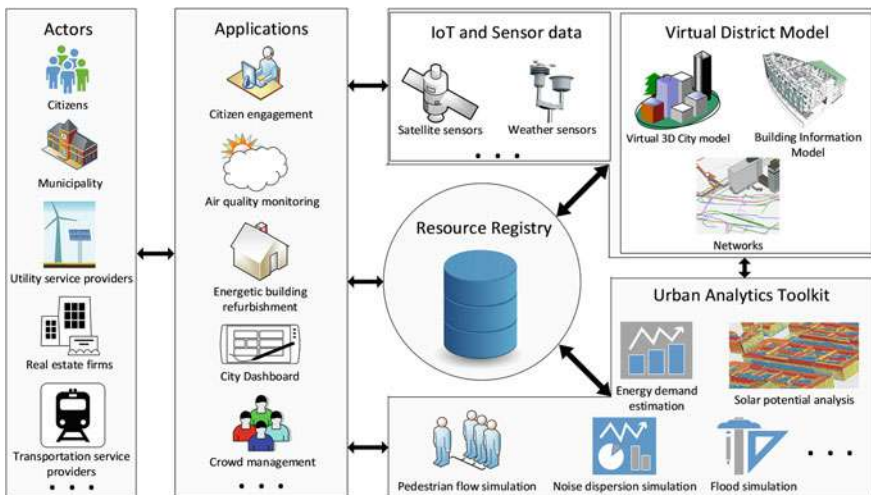 Actors
Citizens
Municipality
Utility service providers
Real estate firms
Transportation service
providers
Applications
Citizen engagement
Air quality monitoring
Energetic building
refurbishment
City Dashboard
Crowd management
IoT and Sensor data
Satellite sensors
Weather sensors
Resource Registry
Virtual District Model
Virtual 3D City model
Building Information
Model
Networks
Urban Analytics Toolkit
Energy demand
estimation
Solar potential analysis
Pedestrian flow simulation
Noise dispersion simulation
Flood simulation